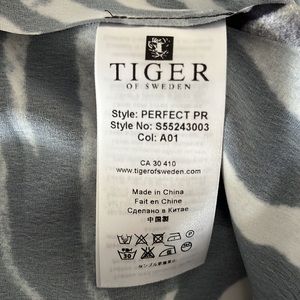 TIGER
OF SWEDEN
Style: PERFECT PR
Style No: S55243003
Col: A01
CA 30 410
www.tigerofsweden.com
Made in China
Fait en Chine
Сделано в Китае
中国製